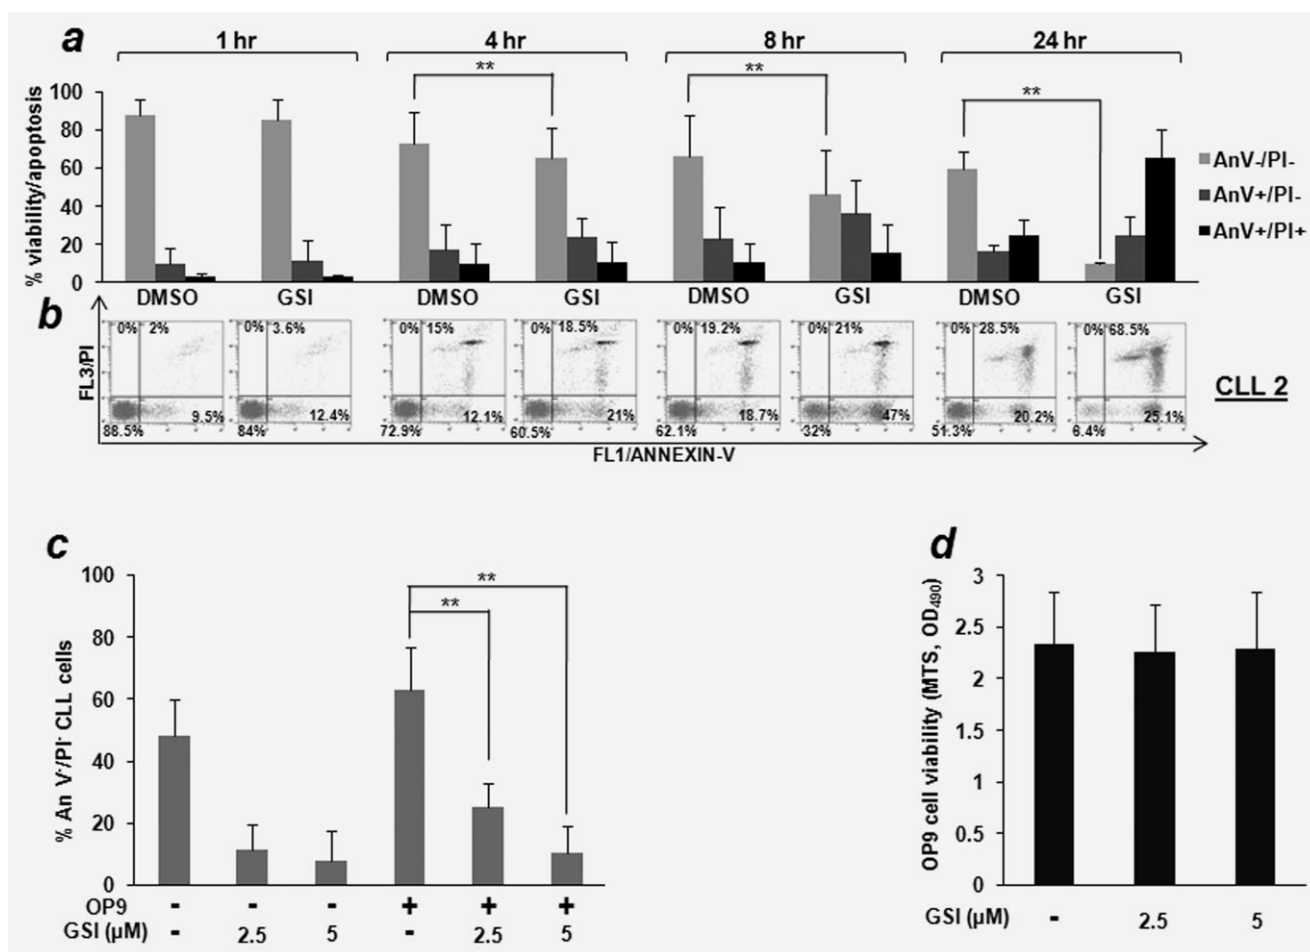 a
1 hr 4 hr 8 hr 24 hr
** ** **
% viability/apoptosis
100
80
60
40
20
0
AnV-/PI-
AnV+/PI-
AnV+/PI+
DMSO GSI DMSO GSI DMSO GSI DMSO GSI
b
FL3/PI
0% 2% 0% 3.6% 0% 15% 0% 18.5% 0% 19.2% 0% 21% 0% 28.5% 0% 68.5%
CLL 2
9.5% 12.4% 12.1% 21% 18.7% 47% 20.2% 25.1%
88.5% 84% 72.9% 60.5% 62.1% 32% 51.3% 6.4%
FL1/ANNEXIN-V
c
% An V-/PI- CLL cells
100
80
60
40
20
0
**
**
OP9 - - - + + +
GSI (µM) - 2.5 5 - 2.5 5
d
OP9 cell viability (MTS, OD490)
3
2.5
2
1.5
1
0.5
0
GSI (µM) - 2.5 5